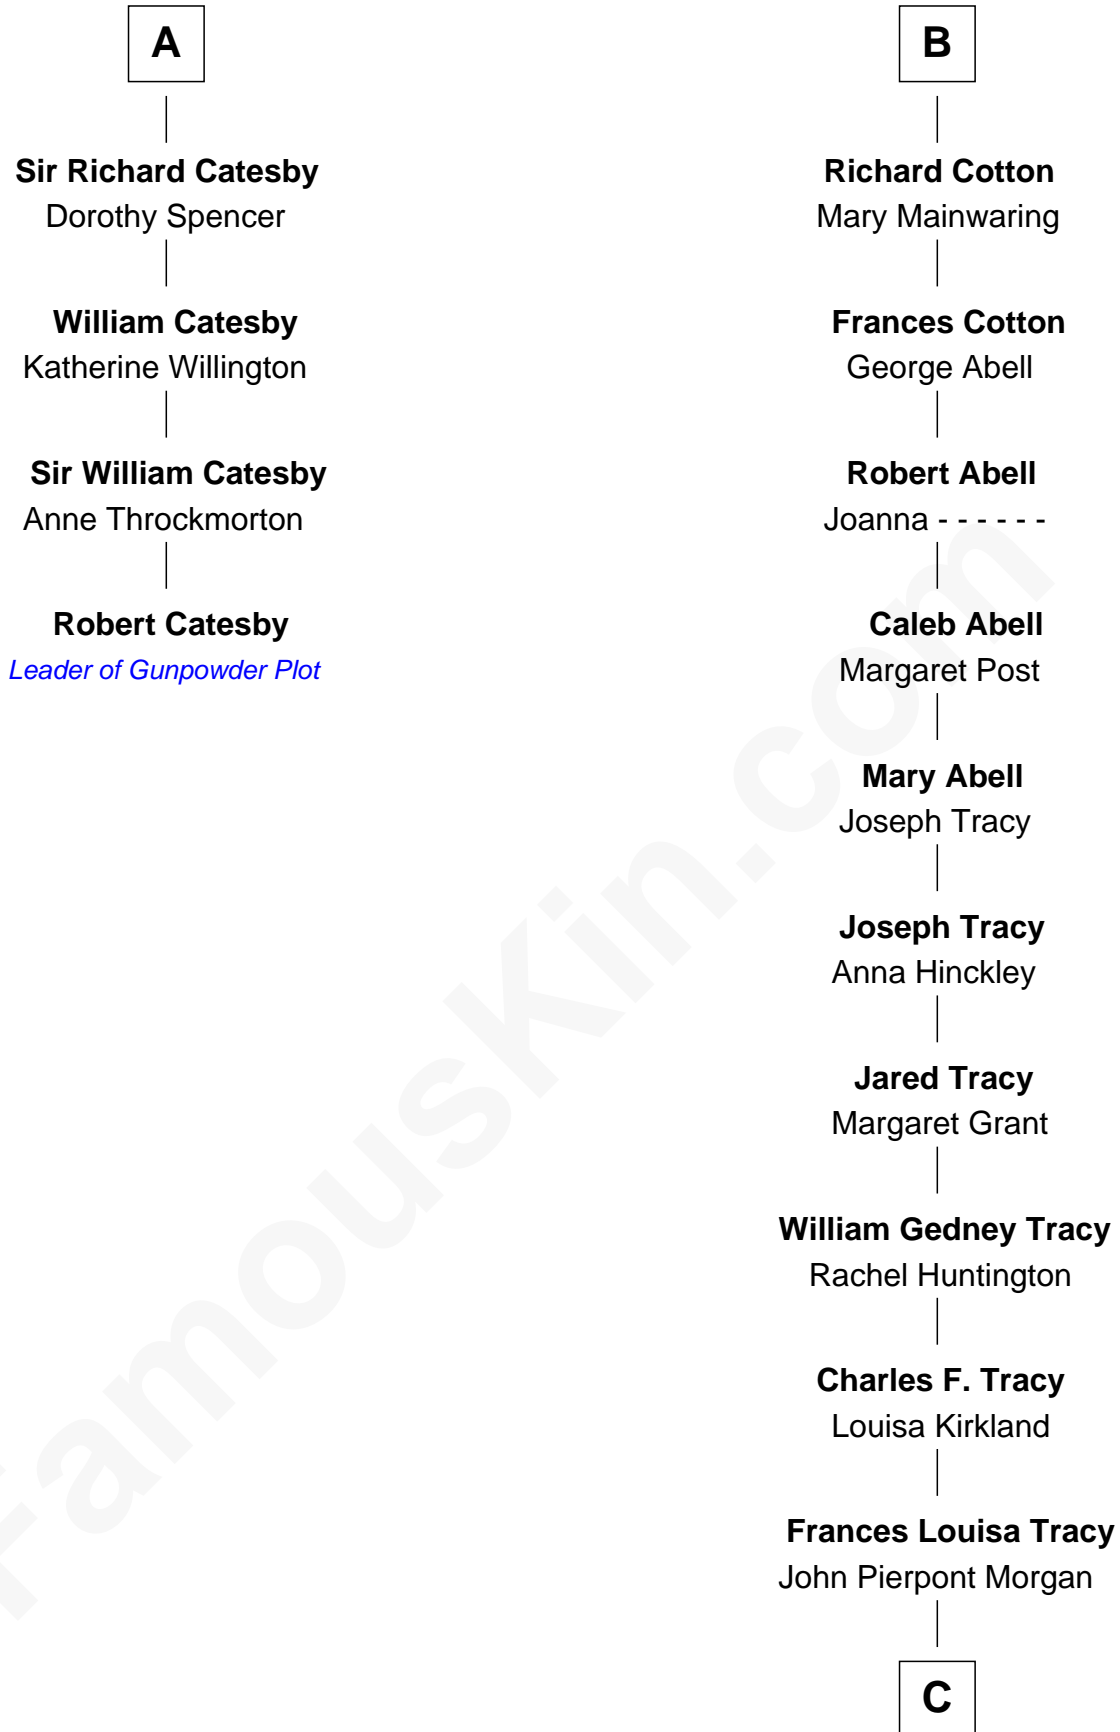 A
Sir Richard Catesby
Dorothy Spencer
William Catesby
Katherine Willington
Sir William Catesby
Anne Throckmorton
Robert Catesby
Leader of Gunpowder Plot
B
Richard Cotton
Mary Mainwaring
Frances Cotton
George Abell
Robert Abell
Joanna - - - - - -
Caleb Abell
Margaret Post
Mary Abell
Joseph Tracy
Joseph Tracy
Anna Hinckley
Jared Tracy
Margaret Grant
William Gedney Tracy
Rachel Huntington
Charles F. Tracy
Louisa Kirkland
Frances Louisa Tracy
John Pierpont Morgan
C
FamousKin.com